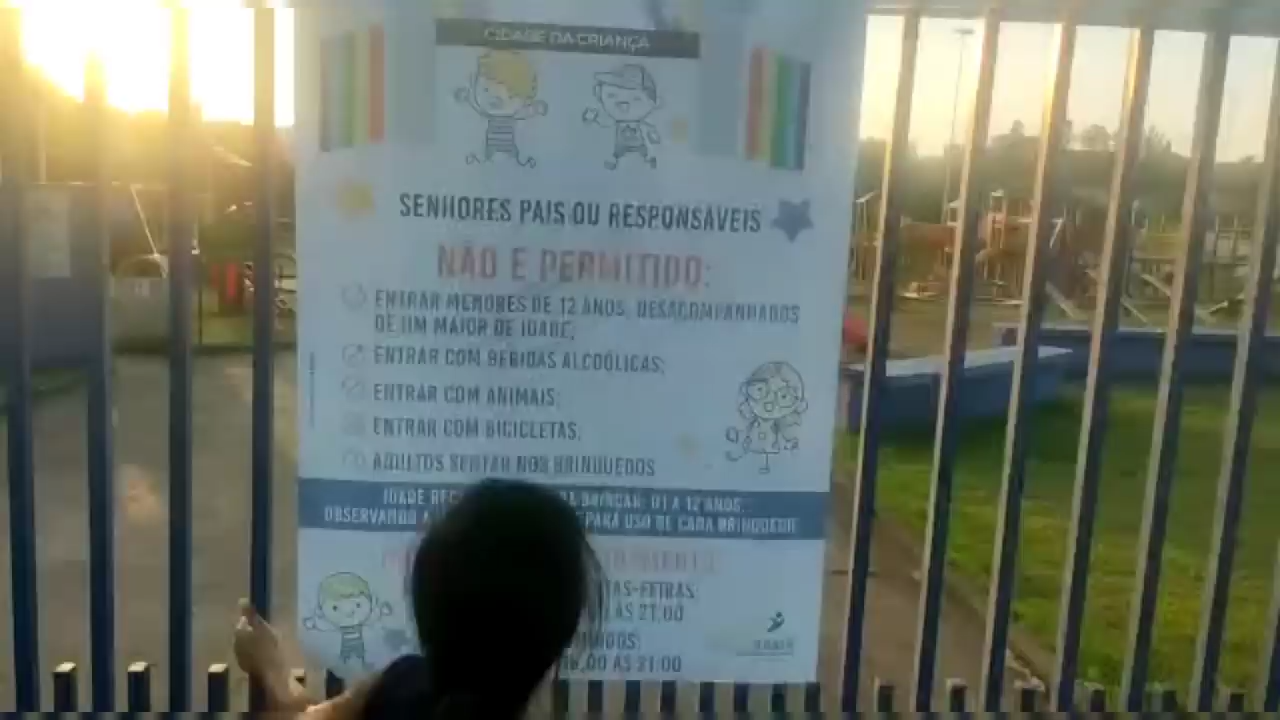 CIDADE DA CRIANÇA
SENHORES PAIS OU RESPONSÁVEIS
NÃO É PERMITIDO:
ENTRAR MENORES DE 12 ANOS, DESACOMPANHADOS
DE UM MAIOR DE IDADE;
ENTRAR COM BEBIDAS ALCOÓLICAS;
ENTRAR COM ANIMAIS;
ENTRAR COM BICICLETAS;
ADULTOS SENTAR NOS BRINQUEDOS
IDADE BRINCAR: 01 A 12 ANOS.
OBSERVANDO A PARA USO DE CADA BRINQUEDO
ÀS 21:00
ÀS 21:00